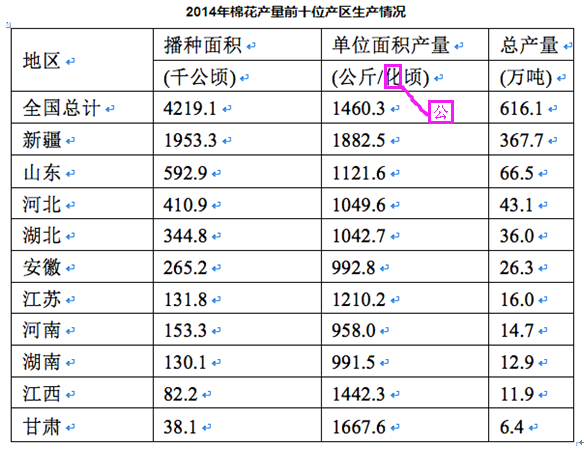 2014年棉花产量前十位产区生产情况
地区 播种面积 单位面积产量 总产量
(千公顷) (公斤/化顷) (万吨)
公
全国总计 4219.1 1460.3 616.1
新疆 1953.3 1882.5 367.7
山东 592.9 1121.6 66.5
河北 410.9 1049.6 43.1
湖北 344.8 1042.7 36.0
安徽 265.2 992.8 26.3
江苏 131.8 1210.2 16.0
河南 153.3 958.0 14.7
湖南 130.1 991.5 12.9
江西 82.2 1442.3 11.9
甘肃 38.1 1667.6 6.4